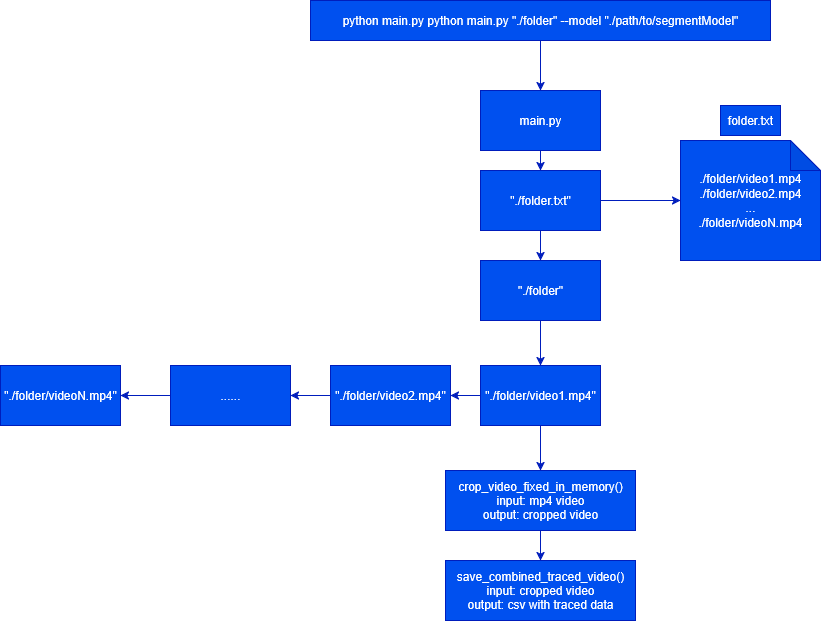 python main.py python main.py "./folder" --model "./path/to/segmentModel"
main.py
folder.txt
"./folder.txt"
./folder/video1.mp4
./folder/video2.mp4
...
./folder/videoN.mp4
"./folder"
"./folder/videoN.mp4"
......
"./folder/video2.mp4"
"./folder/video1.mp4"
crop_video_fixed_in_memory()
input: mp4 video
output: cropped video
save_combined_traced_video()
input: cropped video
output: csv with traced data